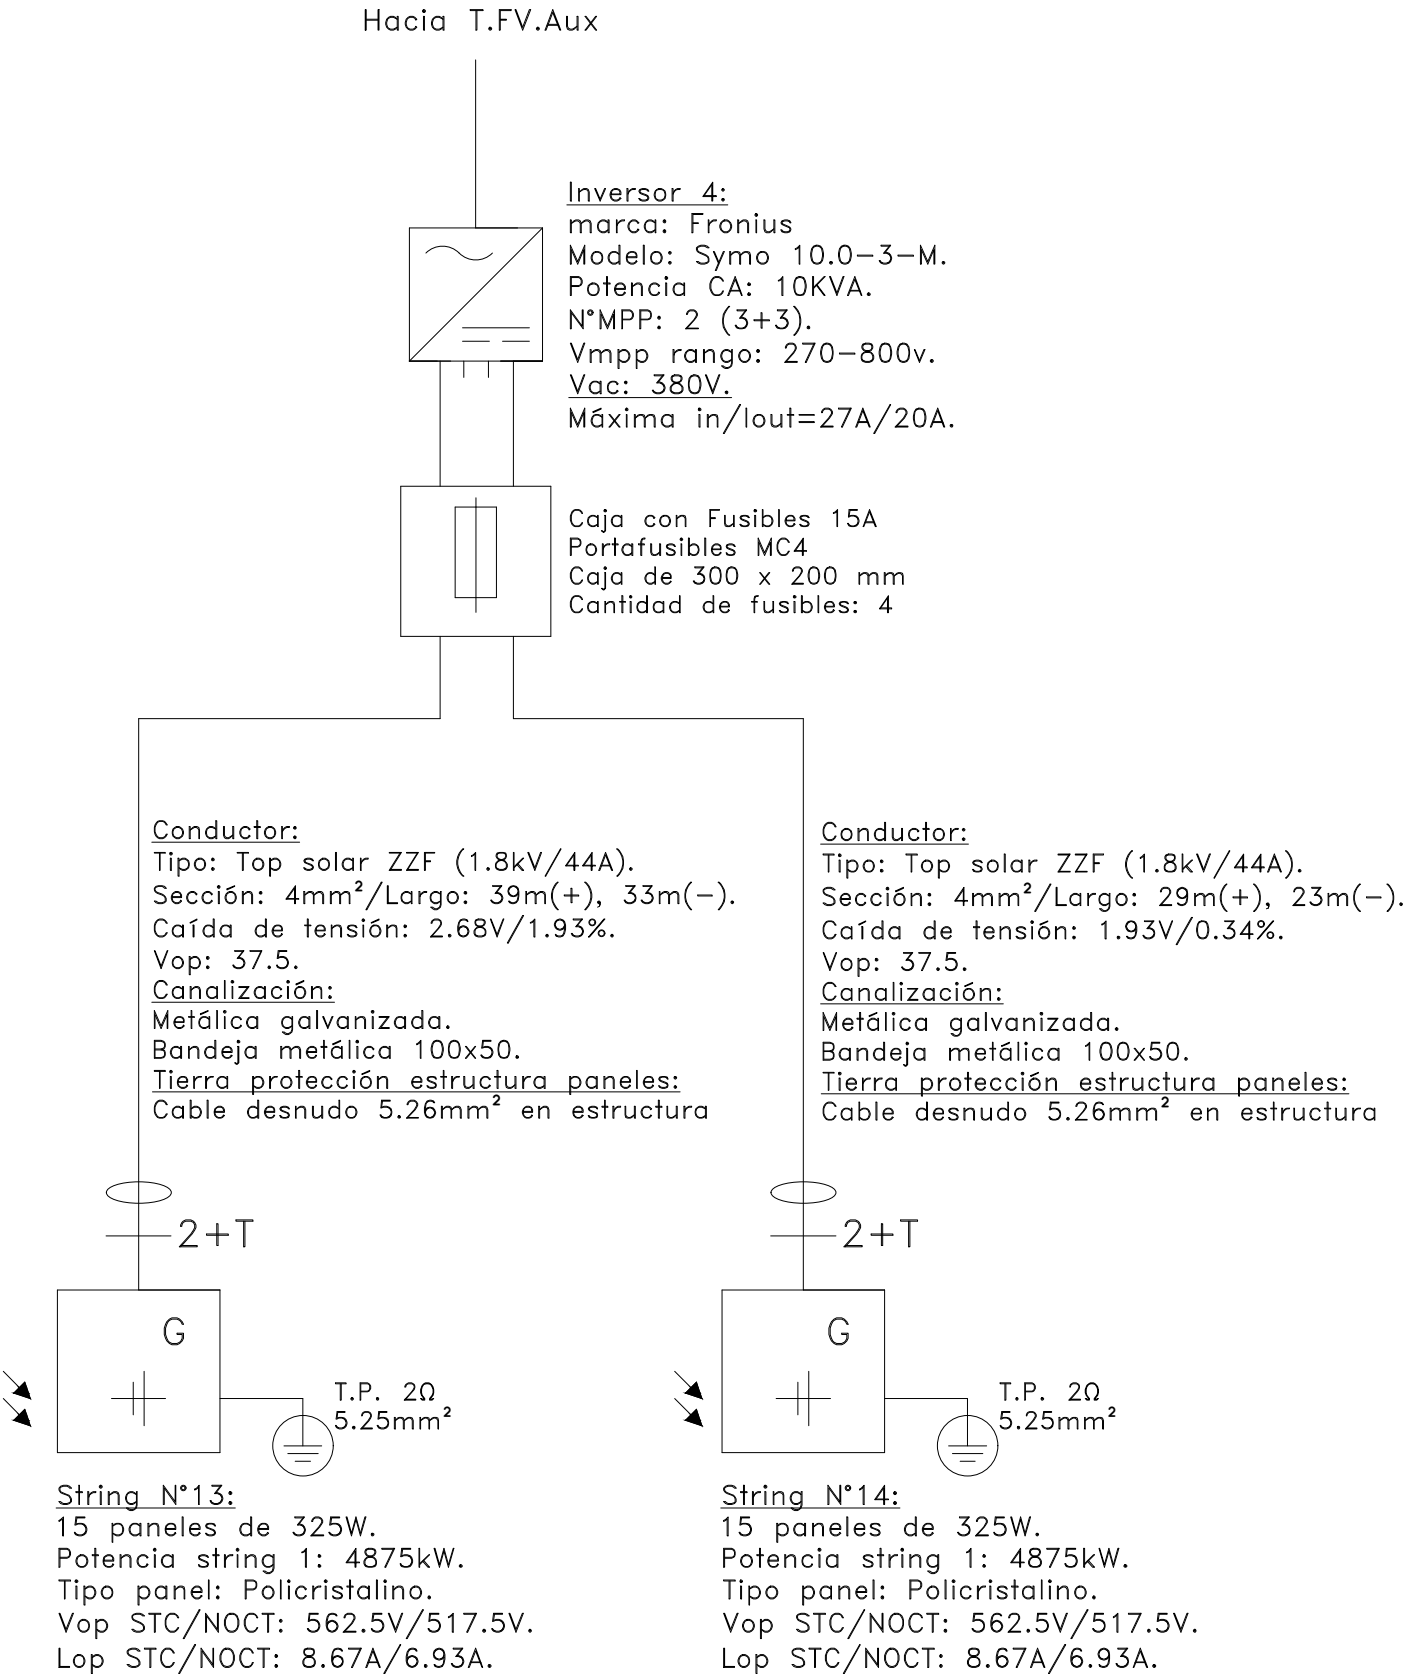 Hacia T.FV.Aux
Inversor 4:
marca: Fronius
Modelo: Symo 10.0-3-M.
Potencia CA: 10KVA.
N°MPP: 2 (3+3).
Vmpp rango: 270-800v.
Vac: 380V.
Máxima in/Iout=27A/20A.
Caja con Fusibles 15A
Portafusibles MC4
Caja de 300 x 200 mm
Cantidad de fusibles: 4
Conductor:
Tipo: Top solar ZZF (1.8kV/44A).
Sección: 4mm²/Largo: 39m(+), 33m(-).
Caída de tensión: 2.68V/1.93%.
Vop: 37.5.
Canalización:
Metálica galvanizada.
Bandeja metálica 100x50.
Tierra protección estructura paneles:
Cable desnudo 5.26mm² en estructura
Conductor:
Tipo: Top solar ZZF (1.8kV/44A).
Sección: 4mm²/Largo: 29m(+), 23m(-).
Caída de tensión: 1.93V/0.34%.
Vop: 37.5.
Canalización:
Metálica galvanizada.
Bandeja metálica 100x50.
Tierra protección estructura paneles:
Cable desnudo 5.26mm² en estructura
2+T
2+T
G
T.P. 2Ω
5.25mm²
G
T.P. 2Ω
5.25mm²
String N°13:
15 paneles de 325W.
Potencia string 1: 4875kW.
Tipo panel: Policristalino.
Vop STC/NOCT: 562.5V/517.5V.
Lop STC/NOCT: 8.67A/6.93A.
String N°14:
15 paneles de 325W.
Potencia string 1: 4875kW.
Tipo panel: Policristalino.
Vop STC/NOCT: 562.5V/517.5V.
Lop STC/NOCT: 8.67A/6.93A.